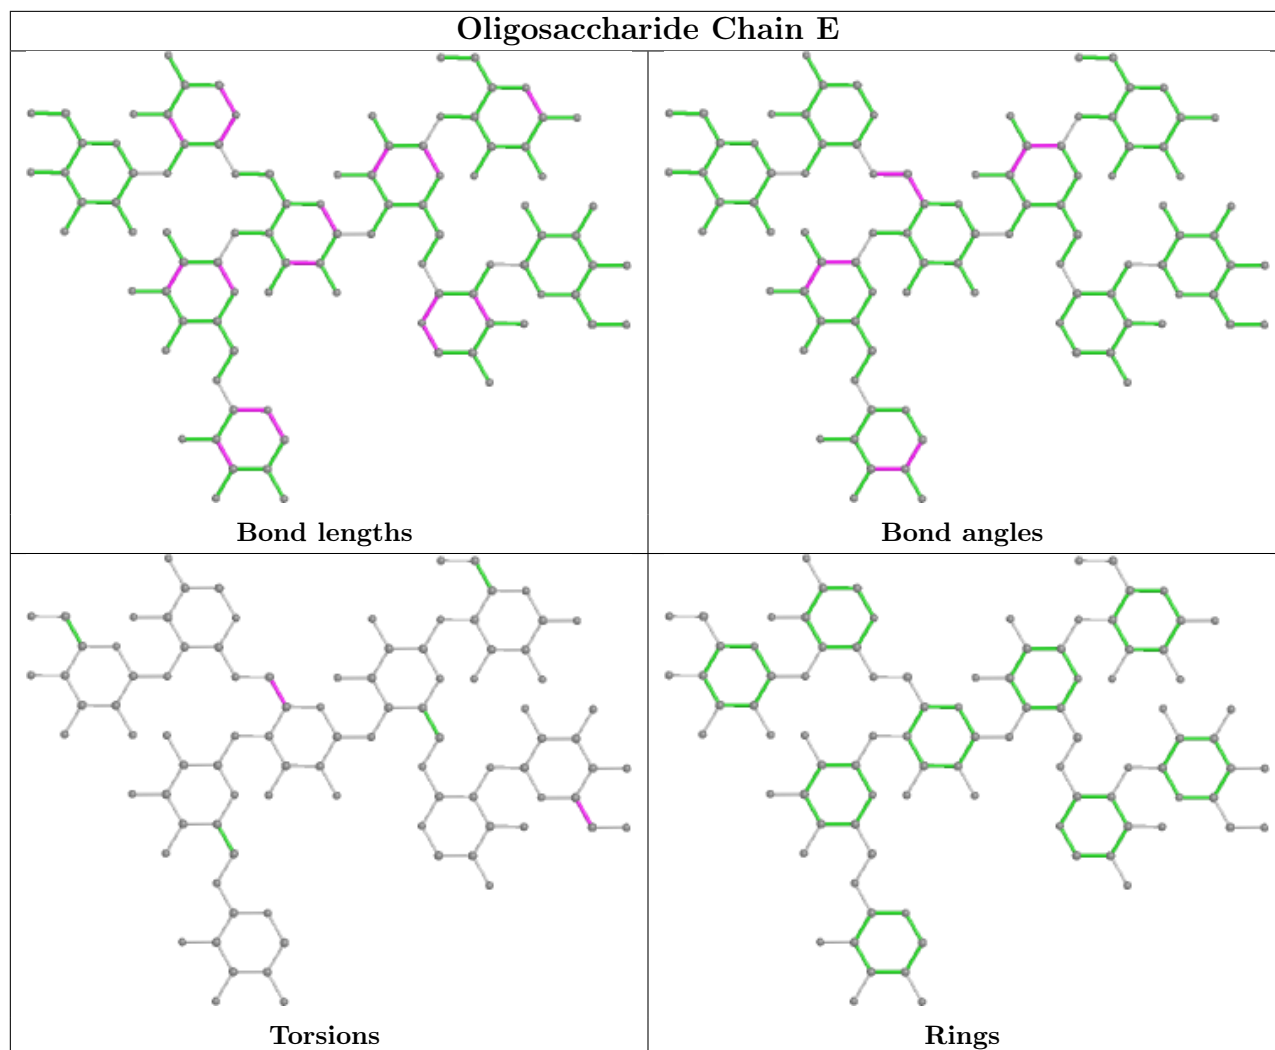 Oligosaccharide Chain E
Bond lengths
Bond angles
Torsions
Rings